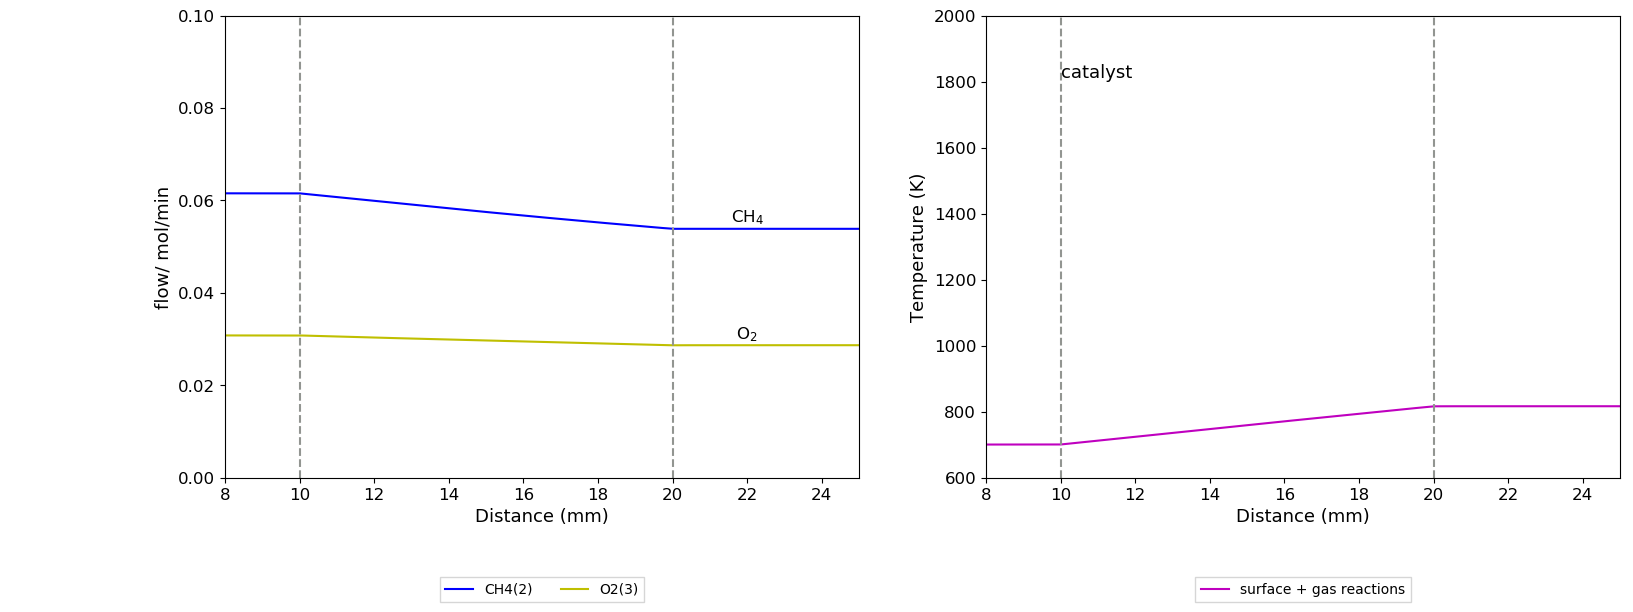 0.10
0.08
0.06
0.04
0.02
0.00
flow/ mol/min
CH₄
O₂
8 10 12 14 16 18 20 22 24
Distance (mm)
CH4(2) O2(3)
2000
1800
1600
1400
1200
1000
800
600
Temperature (K)
catalyst
8 10 12 14 16 18 20 22 24
Distance (mm)
surface + gas reactions